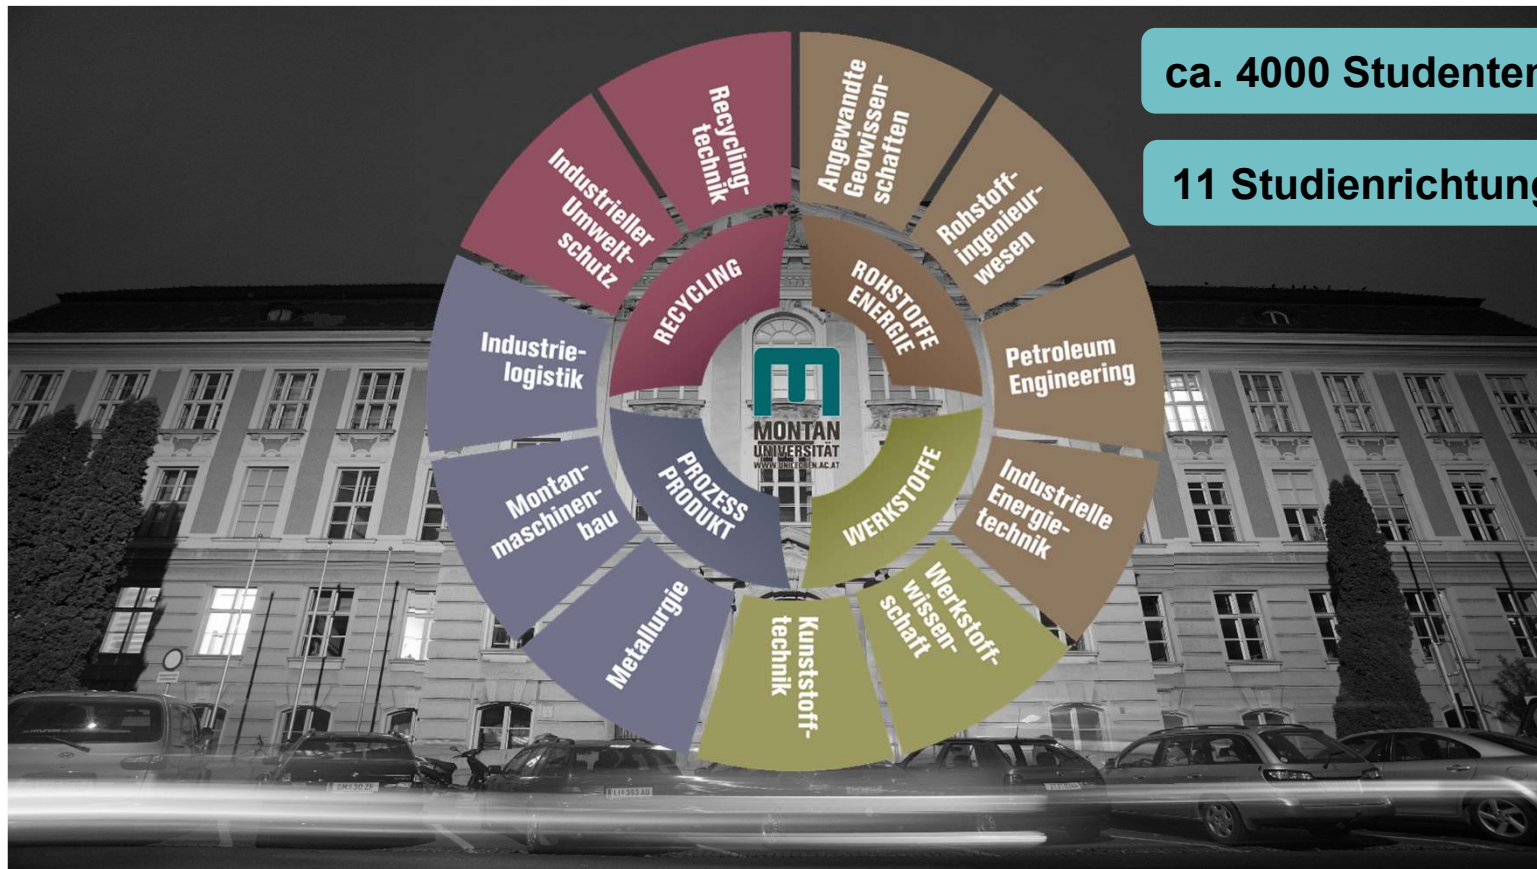 ca. 4000 Studenten
11 Studienrichtung
Recycling-
technik
Angewandte
Geowissen-
schaften
Industrieller
Umwelt-
schutz
Rohstoff-
ingenieur-
wesen
RECYCLING
ROHSTOFFE
ENERGIE
Industrie-
logistik
Petroleum
Engineering
MONTAN
UNIVERSITÄT
WWW.UNILEOBEN.AC.AT
Montan-
maschinen-
bau
PROZESS
PRODUKT
WERKSTOFFE
Industrielle
Energie-
technik
Metallurgie
Kunststoff-
technik
Werkstoff-
wissen-
schaft